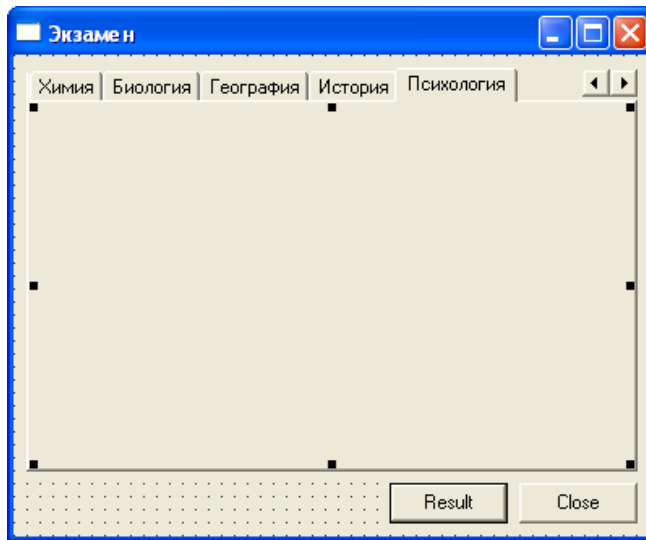 Экзамен
Химия Биология География История Психология
Result Close